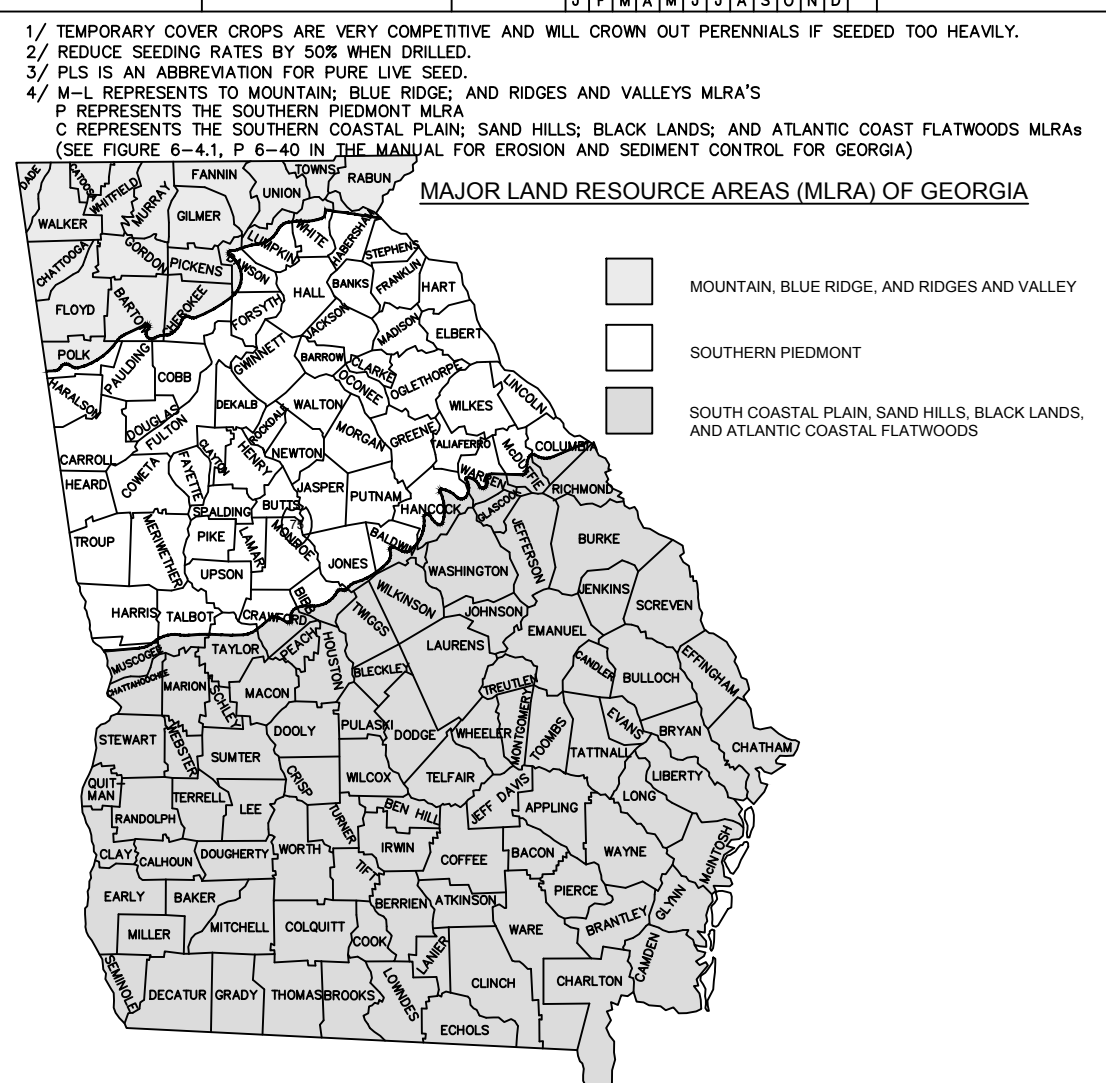 J F M A M J J A S O N D
1/ TEMPORARY COVER CROPS ARE VERY COMPETITIVE AND WILL CROWN OUT PERENNIALS IF SEEDED TOO HEAVILY.
2/ REDUCE SEEDING RATES BY 50% WHEN DRILLED.
3/ PLS IS AN ABBREVIATION FOR PURE LIVE SEED.
4/ M-L REPRESENTS TO MOUNTAIN; BLUE RIDGE; AND RIDGES AND VALLEYS MLRA'S
P REPRESENTS THE SOUTHERN PIEDMONT MLRA
C REPRESENTS THE SOUTHERN COASTAL PLAIN; SAND HILLS; BLACK LANDS; AND ATLANTIC COAST FLATWOODS MLRAs
(SEE FIGURE 6-4.1, P 6-40 IN THE MANUAL FOR EROSION AND SEDIMENT CONTROL FOR GEORGIA)
MAJOR LAND RESOURCE AREAS (MLRA) OF GEORGIA
MOUNTAIN, BLUE RIDGE, AND RIDGES AND VALLEY
SOUTHERN PIEDMONT
SOUTH COASTAL PLAIN, SAND HILLS, BLACK LANDS,
AND ATLANTIC COASTAL FLATWOODS
DADE
CATOOSA
WHITFIELD
MURRAY
FANNIN
TOWNS
RABUN
UNION
WALKER
GILMER
LUMPKIN
WHITE
HABERSHAM
STEPHENS
CHATTOOGA
GORDON
PICKENS
DAWSON
HALL
BANKS
FRANKLIN
HART
FLOYD
BARTOW
CHEROKEE
FORSYTH
JACKSON
MADISON
ELBERT
POLK
PAULDING
COBB
GWINNETT
BARROW
CLARKE
OCONEE
OGLETHORPE
HARALSON
DOUGLAS
FULTON
DEKALB
ROCKDALE
WALTON
MORGAN
GREENE
WILKES
LINCOLN
CARROLL
COWETA
FAYETTE
CLAYTON
HENRY
NEWTON
TALIAFERRO
McDUFFIE
COLUMBIA
HEARD
SPALDING
BUTTS
75
JASPER
PUTNAM
HANCOCK
WARREN
GLASCOCK
RICHMOND
TROUP
MERIWETHER
PIKE
LAMAR
MONROE
JONES
BALDWIN
JEFFERSON
BURKE
UPSON
WASHINGTON
HARRIS
TALBOT
CRAWFORD
BIBB
TWIGGS
WILKINSON
JOHNSON
JENKINS
SCREVEN
EMANUEL
MUSCOGEE
CHATTAHOOCHEE
TAYLOR
PEACH
HOUSTON
BLECKLEY
LAURENS
TREUTLEN
CANDLER
BULLOCH
EFFINGHAM
MARION
SCHLEY
MACON
DOOLY
PULASKI
DODGE
WHEELER
MONTGOMERY
TOOMBS
TATTNALL
EVANS
BRYAN
CHATHAM
STEWART
WEBSTER
SUMTER
CRISP
WILCOX
TELFAIR
JEFF DAVIS
APPLING
LONG
LIBERTY
QUIT-
MAN
RANDOLPH
TERRELL
LEE
TURNER
BEN HILL
McINTOSH
CLAY
CALHOUN
DOUGHERTY
WORTH
TIFT
IRWIN
COFFEE
BACON
WAYNE
EARLY
BAKER
MITCHELL
COLQUITT
BERRIEN
ATKINSON
PIERCE
BRANTLEY
GLYNN
MILLER
COOK
LANIER
WARE
CAMDEN
SEMINOLE
DECATUR
GRADY
THOMAS
BROOKS
LOWNDES
CLINCH
CHARLTON
ECHOLS